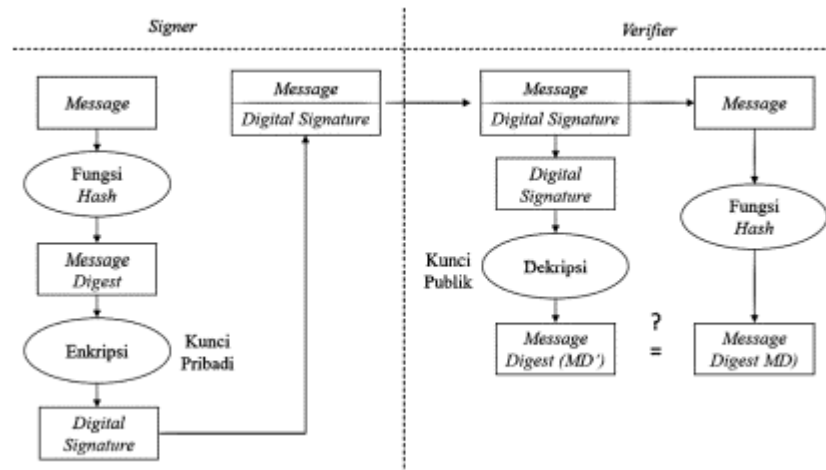 Signer
Verifier
Message
Fungsi
Hash
Message
Digest
Enkripsi
Kunci
Pribadi
Digital
Signature
Message
Digital Signature
Message
Digital Signature
Digital
Signature
Kunci
Publik
Dekripsi
Message
Digest (MD')
?
=
Message
Fungsi
Hash
Message
Digest MD)